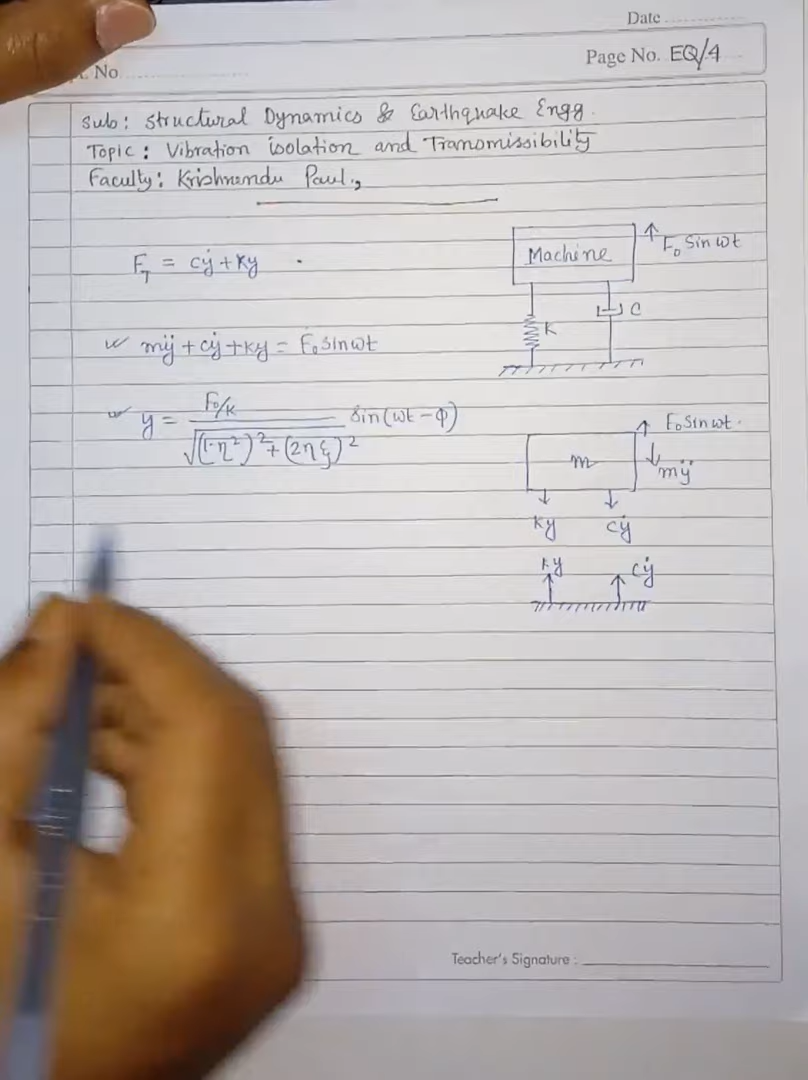 Date
Page No. EQ/4
. No
Sub: Structural Dynamics & Earthquake Engg.
Topic: Vibration isolation and Transmissibility
Faculty: Krishnendu Paul.,
F_T = cẏ + Ky
Machine
F₀ Sin ωt
K
C
mÿ + cẏ + ky = F₀ sin ωt
y = (F₀/K) / √((1-η²)² + (2ηξ)²) sin(ωt - φ)
F₀ Sin ωt.
m
mÿ
Ky cẏ
Ky cẏ
Teacher's Signature :